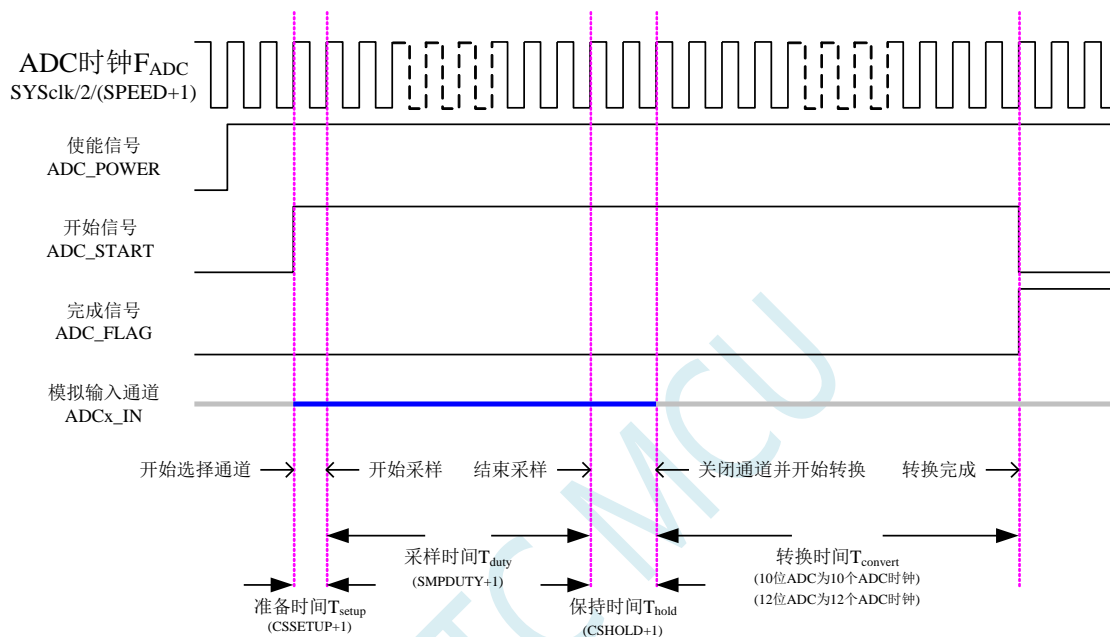 ADC时钟FADC
SYSclk/2/(SPEED+1)
使能信号
ADC_POWER
开始信号
ADC_START
完成信号
ADC_FLAG
模拟输入通道
ADCx_IN
开始选择通道
开始采样
结束采样
关闭通道并开始转换
转换完成
采样时间Tduty
(SMPDUTY+1)
转换时间Tconvert
(10位ADC为10个ADC时钟)
(12位ADC为12个ADC时钟)
准备时间Tsetup
(CSSETUP+1)
保持时间Thold
(CSHOLD+1)
TC MCU